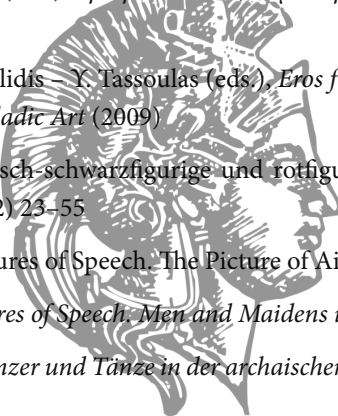 lidis – Y. Tassoulas (eds.), Eros f
adic Art (2009)
sch-schwarzfigurige und rotfigu
2) 23–55
ures of Speech. The Picture of Ai
res of Speech. Men and Maidens i
nzer und Tänze in der archaischen